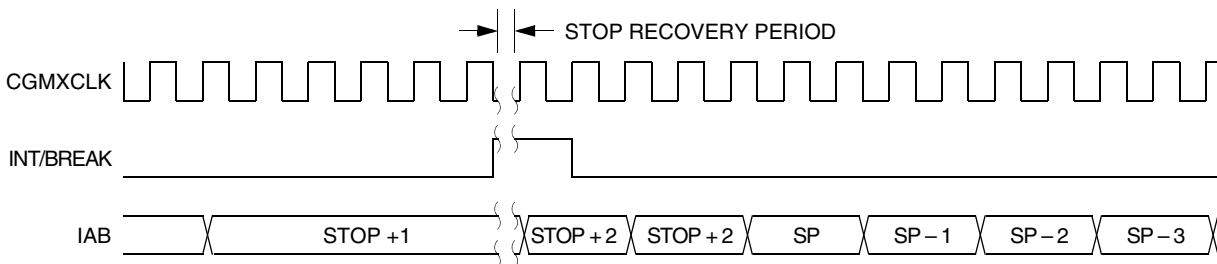 STOP RECOVERY PERIOD
CGMXCLK
INT/BREAK
IAB STOP +1 STOP + 2 STOP + 2 SP SP – 1 SP – 2 SP – 3